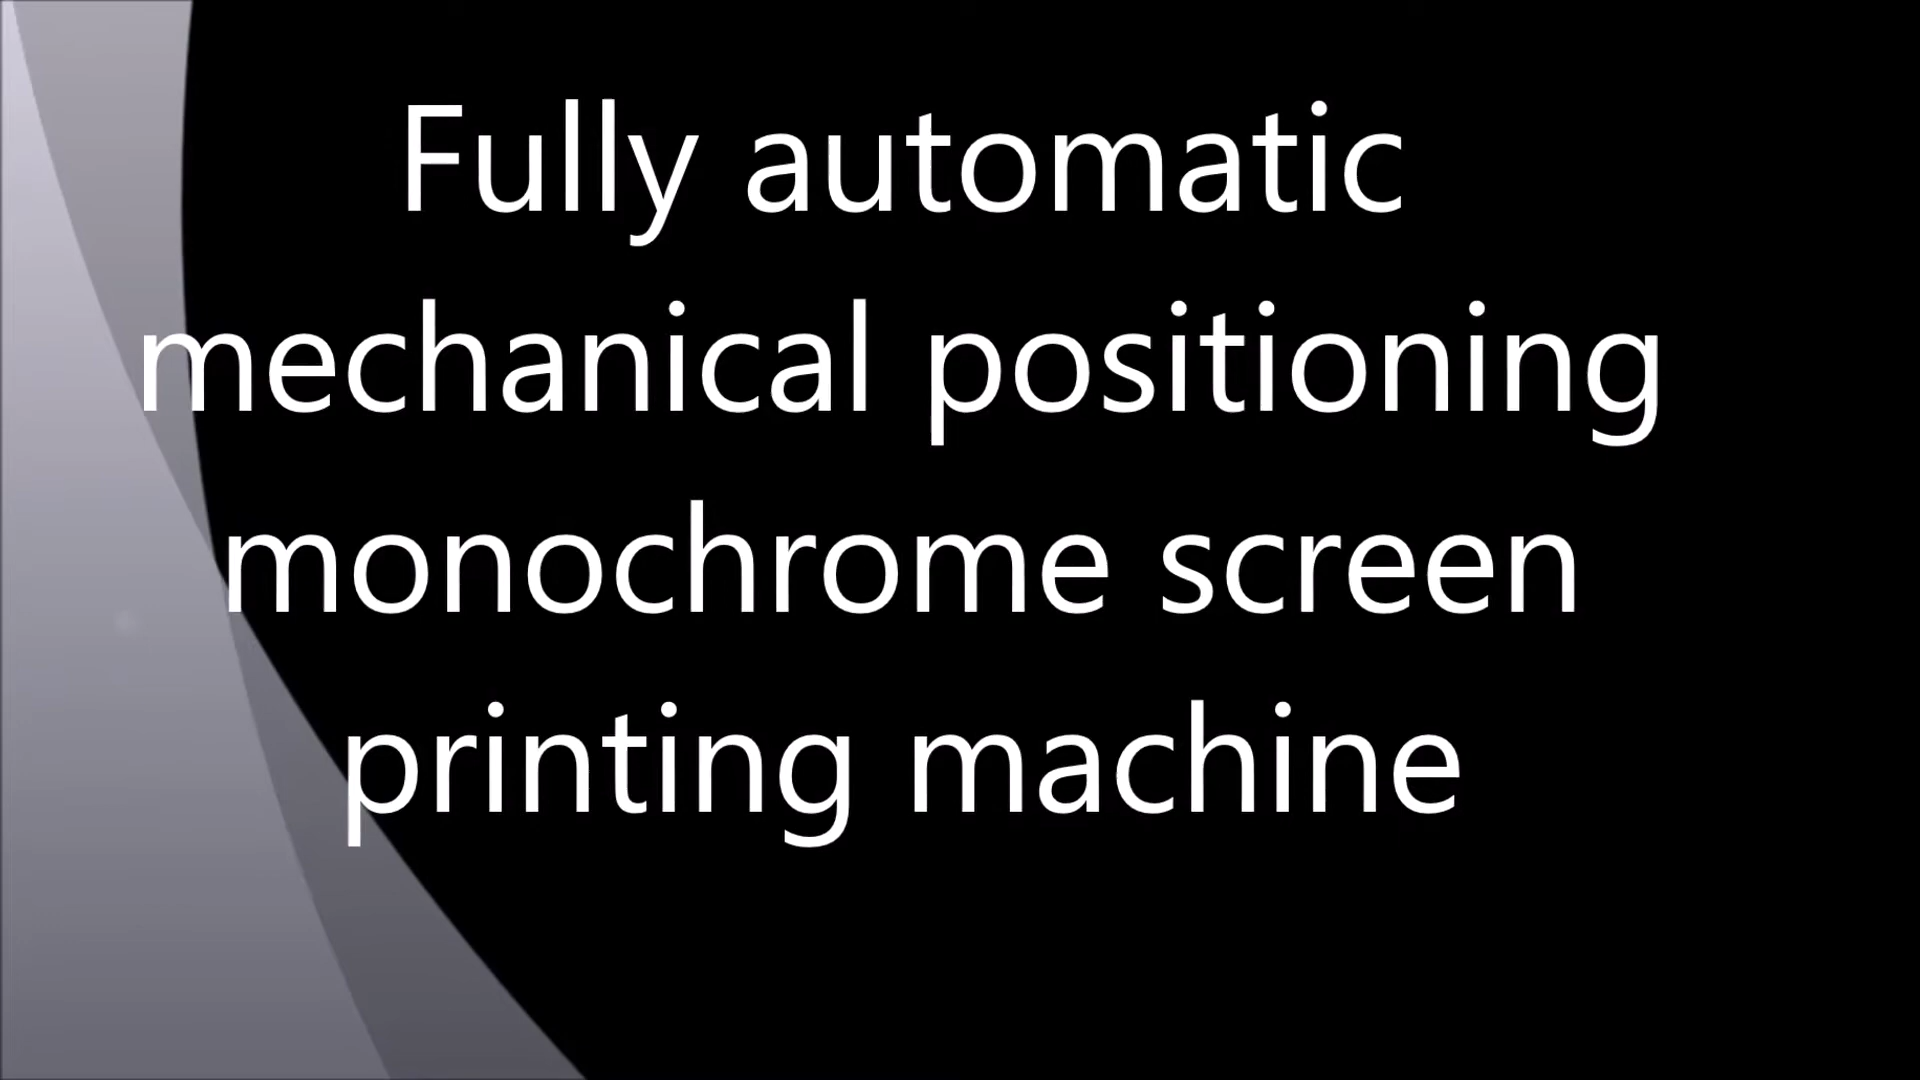 Fully automatic
mechanical positioning
monochrome screen
printing machine